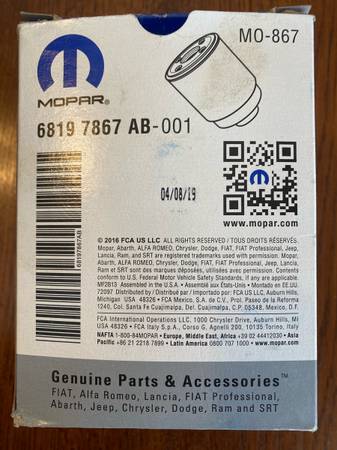 MO-867
MOPAR®
6819 7867 AB-001
04/08/19
68197867AB
www.mopar.com
© 2016 FCA US LLC ALL RIGHTS RESERVED / TOUS DROITS RÉSERVÉS
Mopar, Abarth, ALFA ROMEO, Chrysler, Dodge, FIAT, FIAT Professional, Jeep,
Lancia, Ram, and SRT are registered trademarks used with permission. Mopar,
Abarth, ALFA ROMEO, Chrysler, Dodge, FIAT, FIAT Professional, Jeep, Lancia,
Ram et SRT sont des marques déposées, utilisées avec permission. Contents
conform to U.S. Federal Motor Vehicle Safety Standards, if any are applicable.
MF2B13 Assembled in the U.S.A. • Assemblé aux États-Unis • Montado en EE. UU.
72097 Distributed by / Distribué par / Importado por: FCA US LLC, Auburn Hills,
Michigan USA 48326 • FCA Mexico, S.A. de C.V., Prol. Paseo de la Reforma
1240, Col. Santa Fe Cuajimalpa, Del. Cuajimalpa, C.P. 05348, Mexico, D.F.
FCA International Operations LLC, 1000 Chrysler Drive, Auburn Hills, MI
USA 48326 • FCA Italy S.p.A., Corso G. Agnelli 200, 10135 Torino, Italy
NAFTA 1-800-84MOPAR • Europe, Middle East, Africa +39 02 44412030 • Asia
Pacific +86 21 2218 7899 • Latin America 0800 707 1000 • www.mopar.com
Genuine Parts & Accessories™
FIAT, Alfa Romeo, Lancia, FIAT Professional,
Abarth, Jeep, Chrysler, Dodge, Ram and SRT